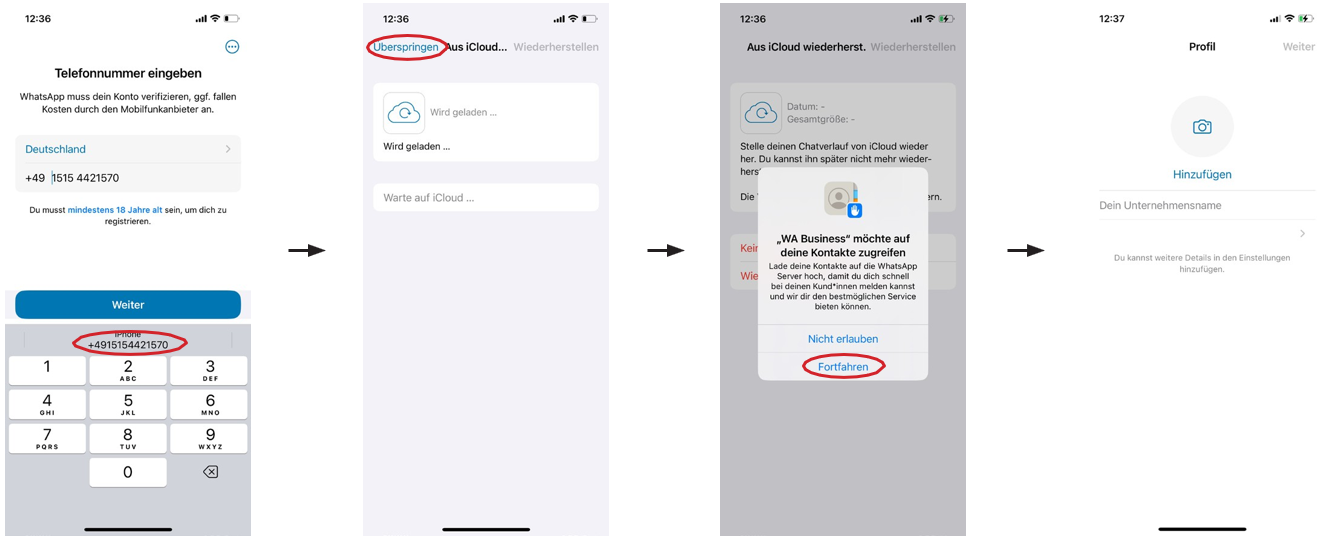 12:36
Telefonnummer eingeben
WhatsApp muss dein Konto verifizieren, ggf. fallen
Kosten durch den Mobilfunkanbieter an.
Deutschland
+49 1515 4421570
Du musst mindestens 18 Jahre alt sein, um dich zu
registrieren.
Weiter
iPhone
+4915154421570
1
2
ABC
3
DEF
4
GHI
5
JKL
6
MNO
7
PQRS
8
TUV
9
WXYZ
0
12:36
Überspringen Aus iCloud... Wiederherstellen
Wird geladen ...
Wird geladen ...
Warte auf iCloud ...
12:36
Aus iCloud wiederherst. Wiederherstellen
Datum: -
Gesamtgröße: -
Stelle deinen Chatverlauf von iCloud wieder
her. Du kannst ihn später nicht mehr wieder-
herst
Die
ern.
Kei
Wie
„WA Business“ möchte auf
deine Kontakte zugreifen
Lade deine Kontakte auf die WhatsApp
Server hoch, damit du dich schnell
bei deinen Kund*innen melden kannst
und wir dir den bestmöglichen Service
bieten können.
Nicht erlauben
Fortfahren
12:37
Profil
Weiter
Hinzufügen
Dein Unternehmensname
Du kannst weitere Details in den Einstellungen
hinzufügen.